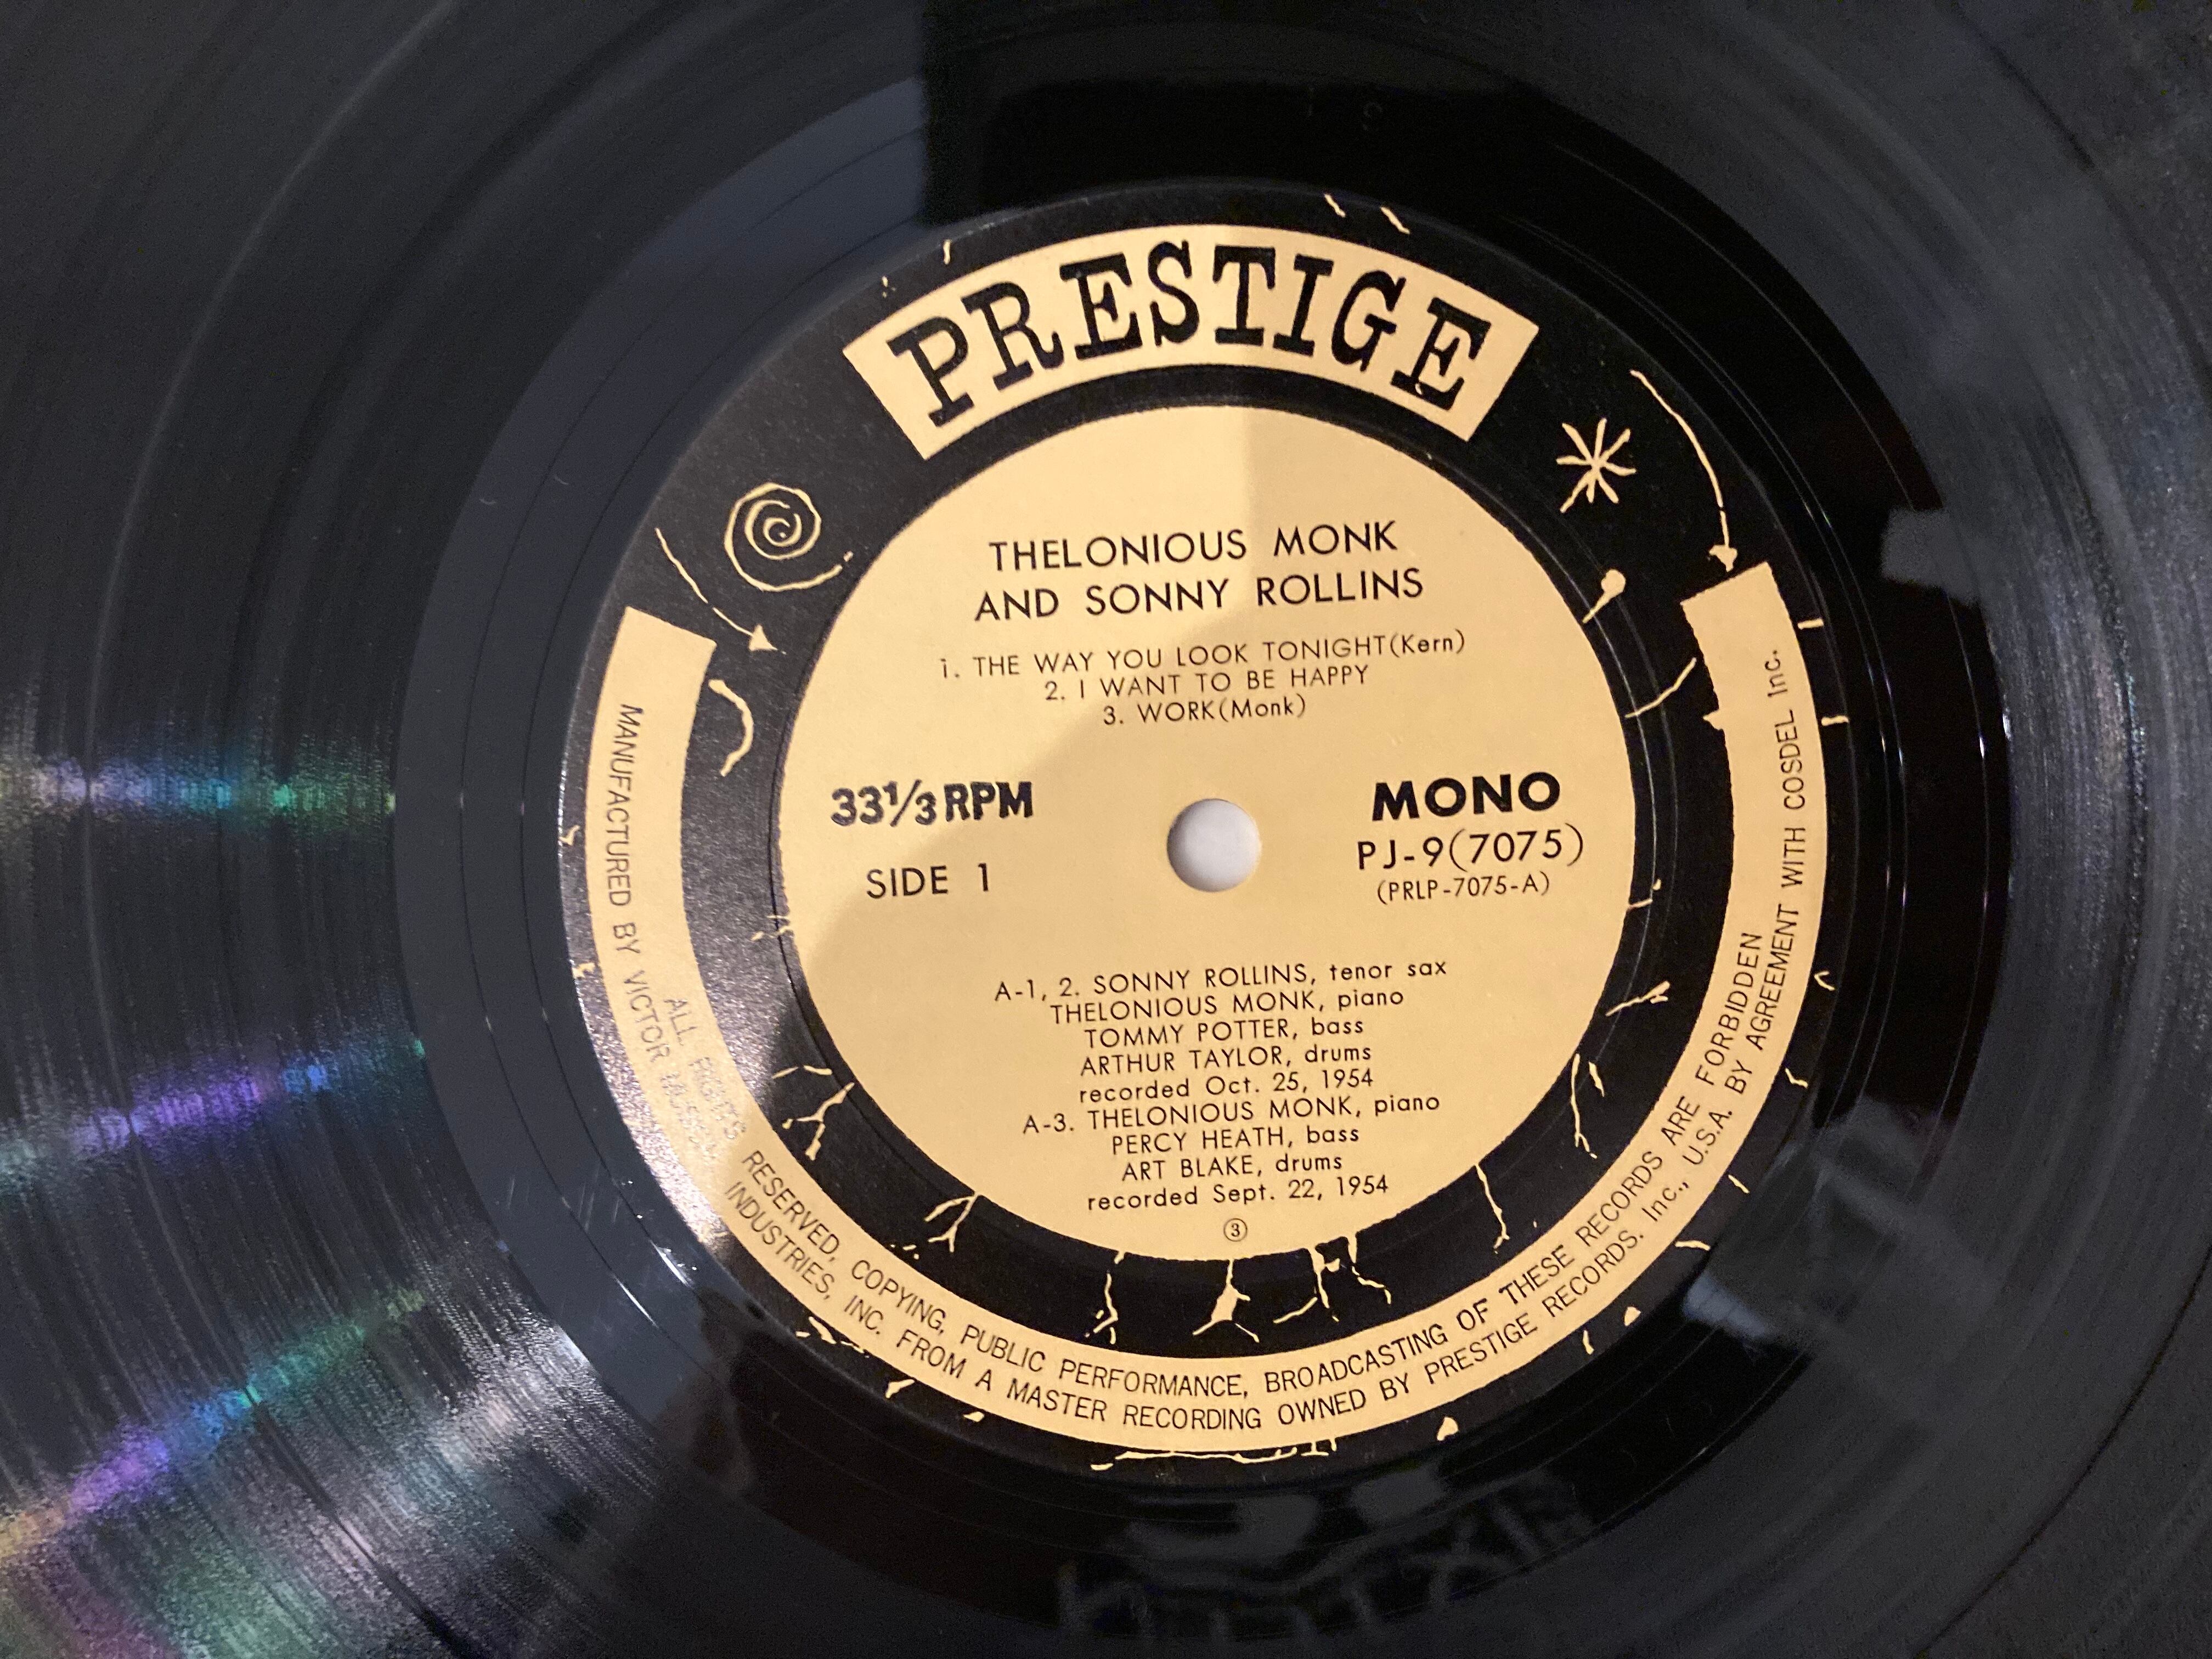 PRESTIGE
THELONIOUS MONK
AND SONNY ROLLINS
1. THE WAY YOU LOOK TONIGHT(Kern)
2. I WANT TO BE HAPPY
3. WORK(Monk)
33⅓ RPM
SIDE 1
MONO
PJ-9(7075)
(PRLP-7075-A)
A-1, 2. SONNY ROLLINS, tenor sax
THELONIOUS MONK, piano
TOMMY POTTER, bass
ARTHUR TAYLOR, drums
recorded Oct. 25, 1954
A-3. THELONIOUS MONK, piano
PERCY HEATH, bass
ART BLAKE, drums
recorded Sept. 22, 1954
③
ALL RIGHTS RESERVED, COPYING, PUBLIC PERFORMANCE, BROADCASTING OF THESE RECORDS ARE FORBIDDEN
MANUFACTURED BY VICTOR MUSICAL INDUSTRIES, INC. FROM A MASTER RECORDING OWNED BY PRESTIGE RECORDS. Inc., U.S.A. BY AGREEMENT WITH COSDEL Inc.